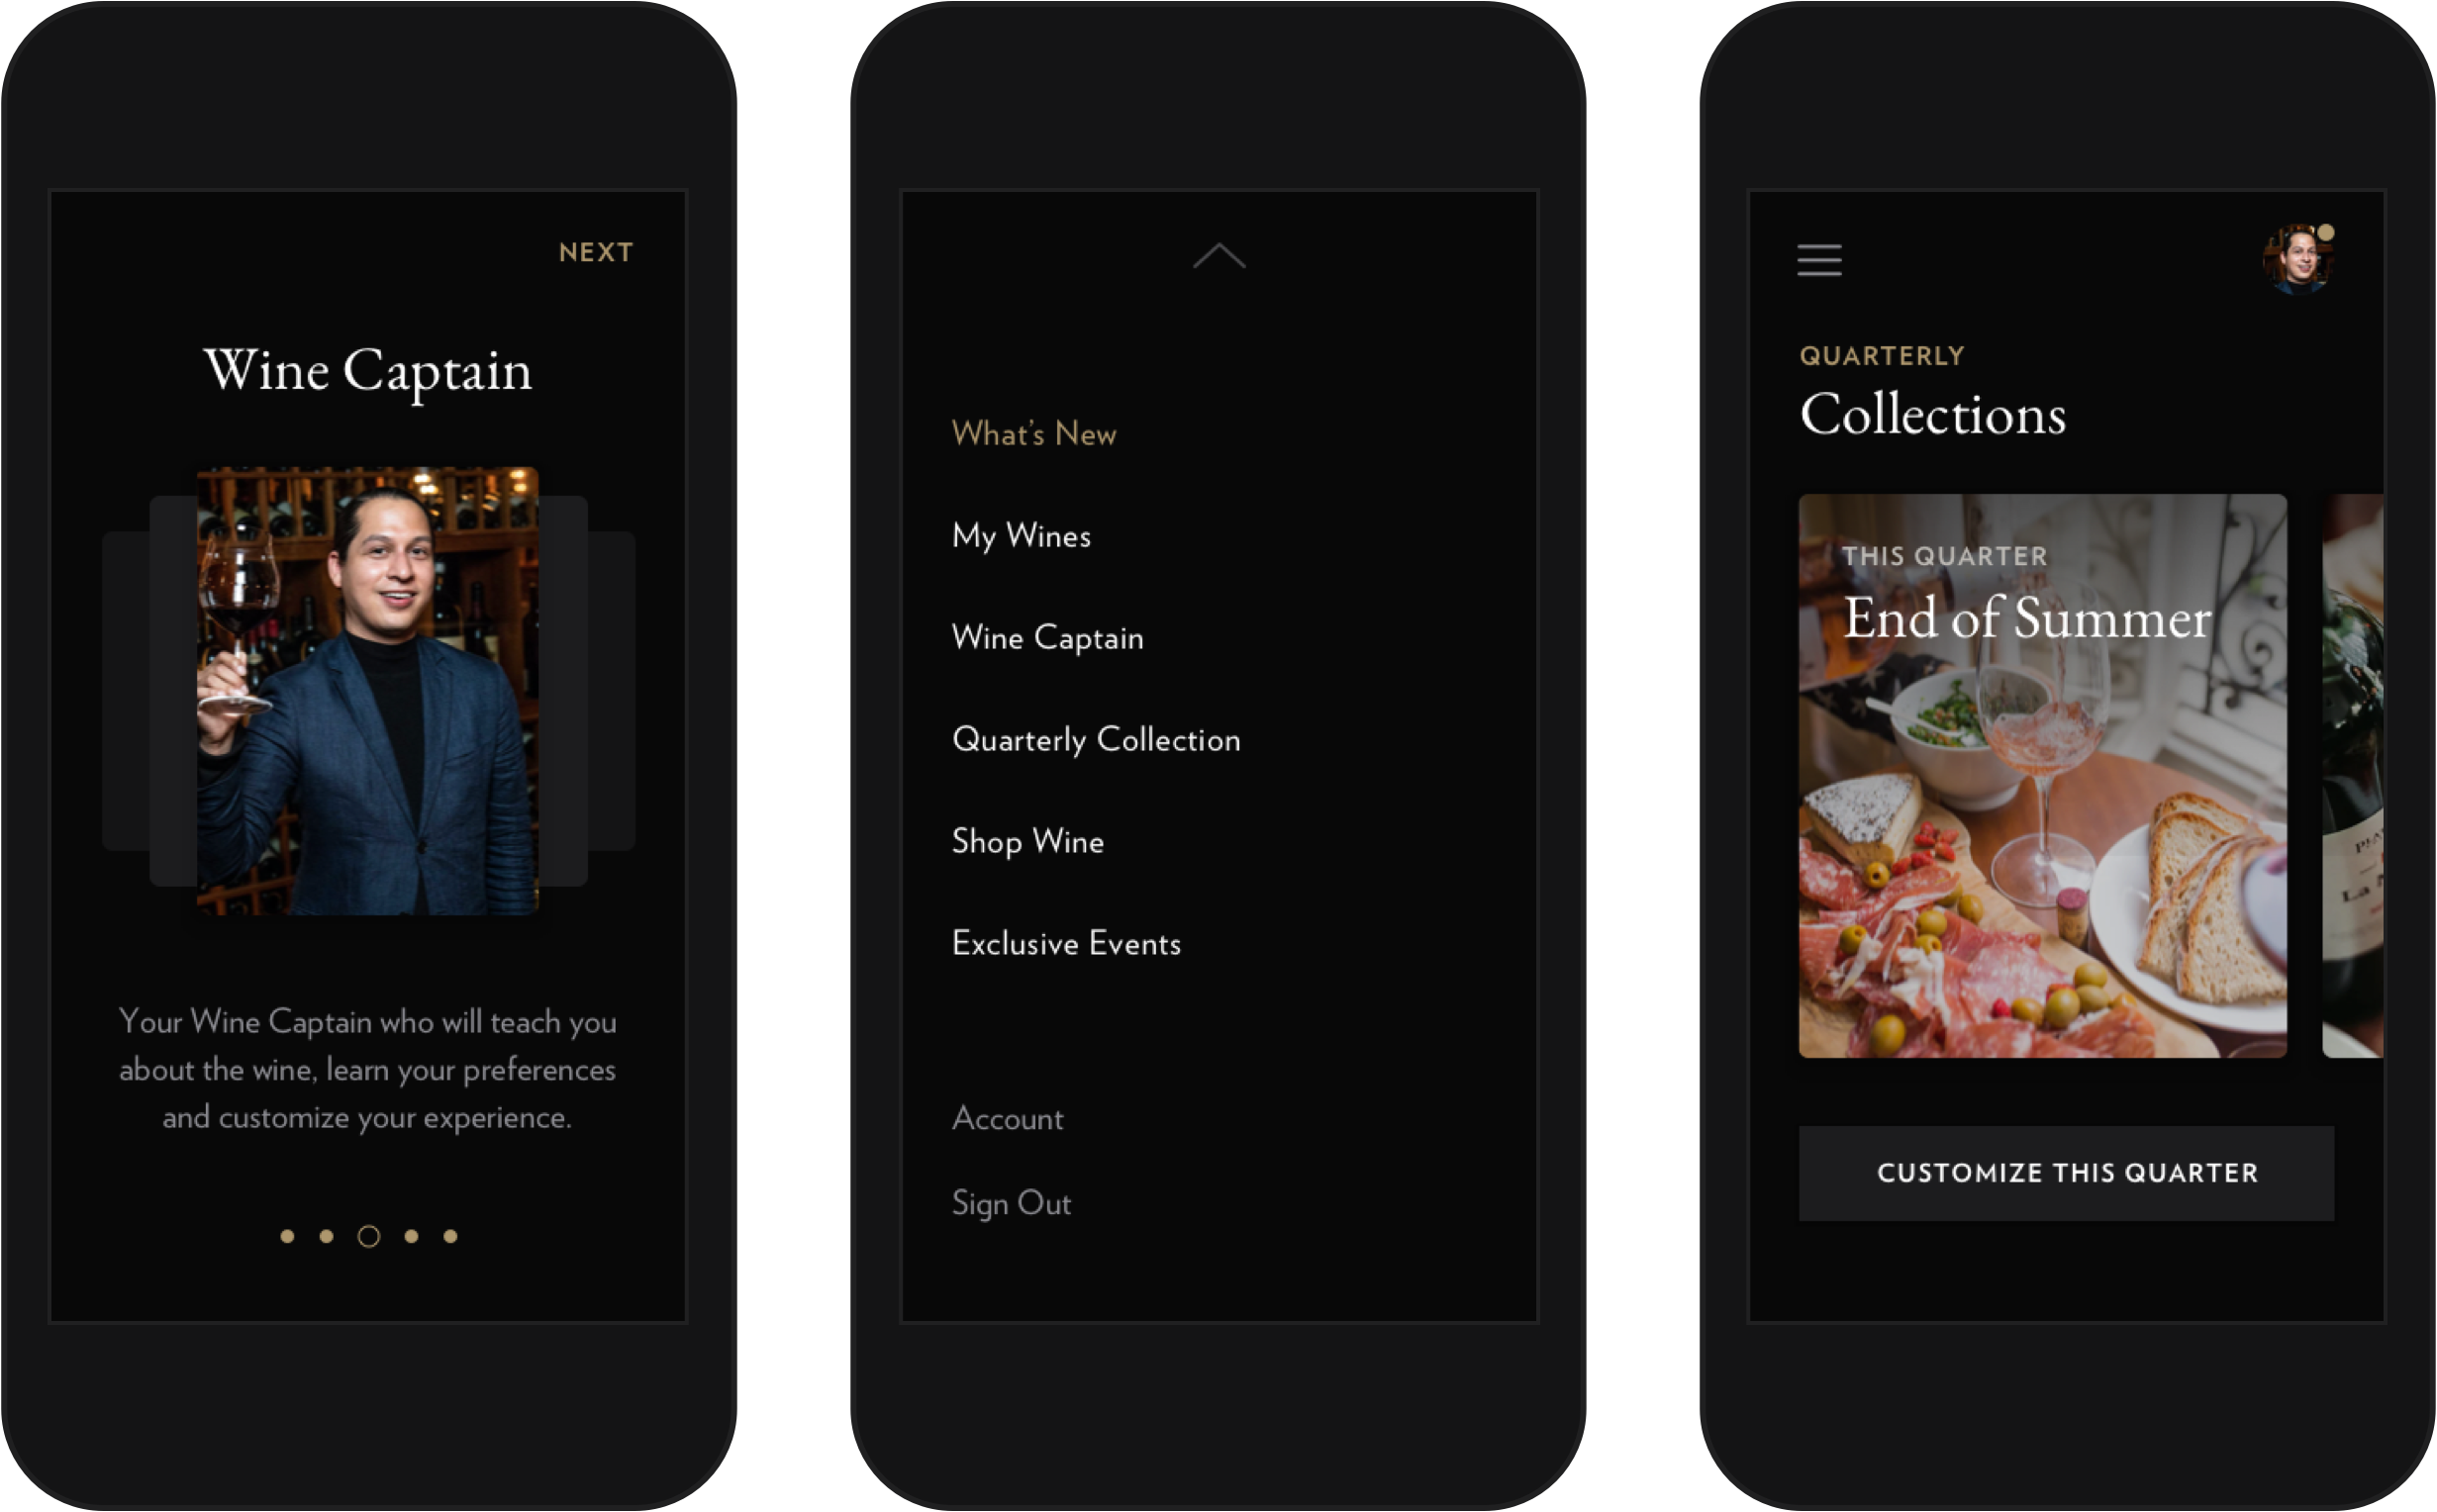 NEXT
Wine Captain
Your Wine Captain who will teach you
about the wine, learn your preferences
and customize your experience.
What's New
My Wines
Wine Captain
Quarterly Collection
Shop Wine
Exclusive Events
Account
Sign Out
QUARTERLY
Collections
THIS QUARTER
End of Summer
La
CUSTOMIZE THIS QUARTER